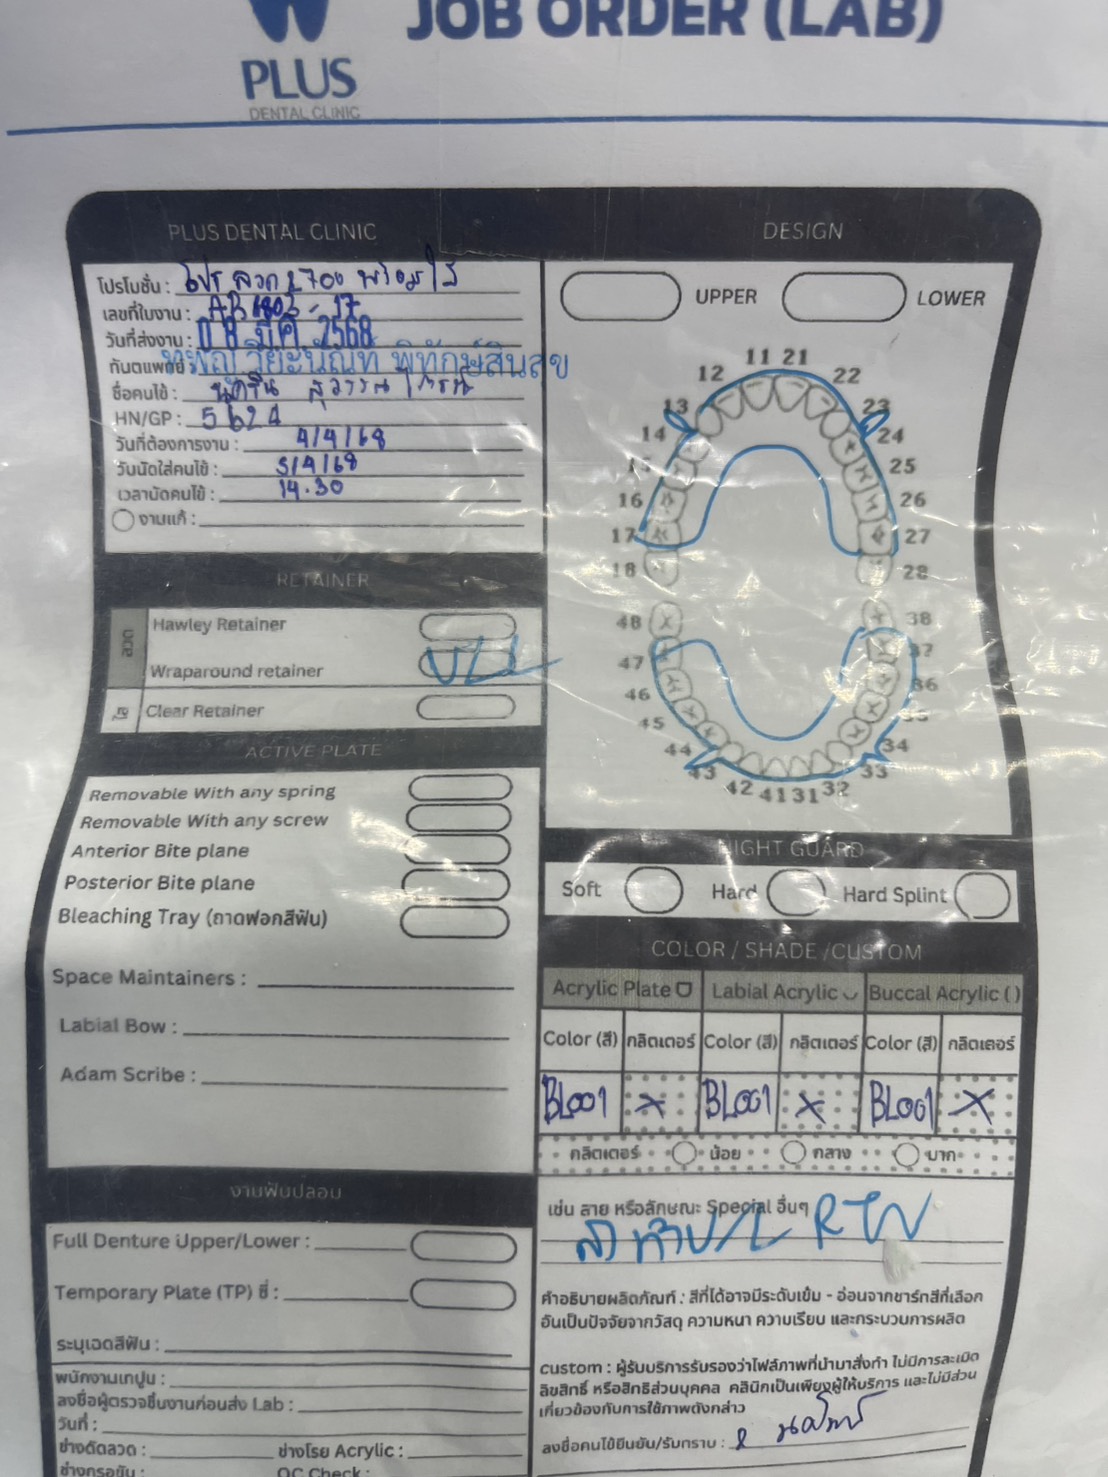 JOB ORDER (LAB)
PLUS
DENTAL CLINIC
PLUS DENTAL CLINIC
โปรโมชั่น : โปร ลวด 2700 พร้อมใส่
เลขที่ใบงาน : - 17
วันที่ส่งงาน : 08 มีค 2568
ทันตแพทย์ : พิทักษ์สินสุข
ชื่อคนไข้ :
HN/GP : 5624
วันที่ต้องการงาน : 4/4/68
วันนัดใส่คนไข้ : 5/4/68
เวลานัดคนไข้ : 14.30
งานแก้ :
RETAINER
ลวด
Hawley Retainer
Wraparound retainer U/L
ใส
Clear Retainer
ACTIVE PLATE
Removable With any spring
Removable With any screw
Anterior Bite plane
Posterior Bite plane
Bleaching Tray (ถาดฟอกสีฟัน)
Space Maintainers :
Labial Bow :
Adam Scribe :
งานฟันปลอม
Full Denture Upper/Lower :
Temporary Plate (TP) ซี่ :
ระบุเฉดสีฟัน :
พนักงานเทปูน :
ลงชื่อผู้ตรวจชิ้นงานก่อนส่ง Lab :
วันที่ :
ช่างดัดลวด : ช่างโรย Acrylic :
ช่างกรอขัด : QC Check :
DESIGN
UPPER LOWER
11 21
12 22
13 23
14 24
15 25
16 26
17 27
18 28
48 38
47 37
46 36
45 35
44 34
43 33
42 41 31 32
NIGHT GUARD
Soft Hard Hard Splint
COLOR / SHADE /CUSTOM
Acrylic Plate Labial Acrylic Buccal Acrylic ( )
Color (สี) กลิตเตอร์ Color (สี) กลิตเตอร์ Color (สี) กลิตเตอร์
BL001 X BL001 X BL001 X
กลิตเตอร์ น้อย กลาง มาก
เช่น ลาย หรือลักษณะ Special อื่นๆ
U/L RTW
คำอธิบายผลิตภัณฑ์ : สีที่ได้อาจมีระดับเข้ม - อ่อนจากชาร์ทสีที่เลือก
อันเป็นปัจจัยจากวัสดุ ความหนา ความเรียบ และกระบวนการผลิต
custom : ผู้รับบริการรับรองว่าไฟล์ภาพที่นำมาสั่งทำ ไม่มีการละเมิด
ลิขสิทธิ์ หรือสิทธิส่วนบุคคล คลินิกเป็นเพียงผู้ให้บริการ และไม่มีส่วน
เกี่ยวข้องกับการใช้ภาพดังกล่าว
ลงชื่อคนไข้ยืนยัน/รับทราบ :